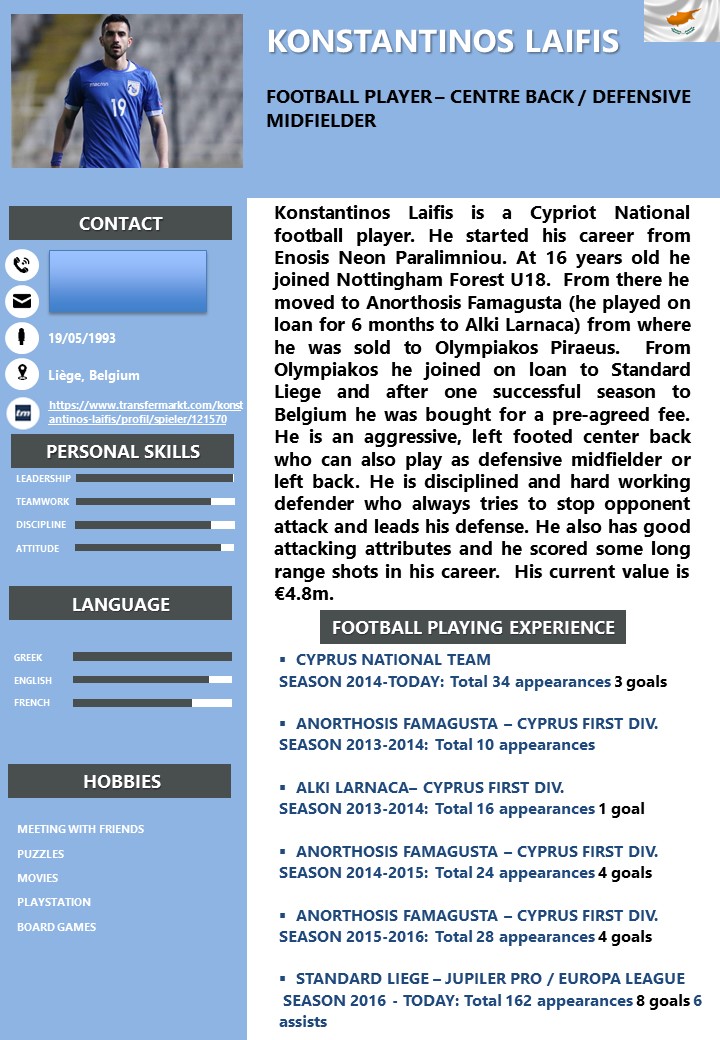 KONSTANTINOS LAIFIS
FOOTBALL PLAYER – CENTRE BACK / DEFENSIVE
MIDFIELDER
19
CONTACT
19/05/1993
Liège, Belgium
tm
https://www.transfermarkt.com/konst
antinos-laifis/profil/spieler/121570
PERSONAL SKILLS
LEADERSHIP
TEAMWORK
DISCIPLINE
ATTITUDE
LANGUAGE
GREEK
ENGLISH
FRENCH
HOBBIES
MEETING WITH FRIENDS
PUZZLES
MOVIES
PLAYSTATION
BOARD GAMES
Konstantinos Laifis is a Cypriot National
football player. He started his career from
Enosis Neon Paralimniou. At 16 years old he
joined Nottingham Forest U18. From there he
moved to Anorthosis Famagusta (he played on
loan for 6 months to Alki Larnaca) from where
he was sold to Olympiakos Piraeus. From
Olympiakos he joined on loan to Standard
Liege and after one successful season to
Belgium he was bought for a pre-agreed fee.
He is an aggressive, left footed center back
who can also play as defensive midfielder or
left back. He is disciplined and hard working
defender who always tries to stop opponent
attack and leads his defense. He also has good
attacking attributes and he scored some long
range shots in his career. His current value is
€4.8m.
FOOTBALL PLAYING EXPERIENCE
▪ CYPRUS NATIONAL TEAM
SEASON 2014-TODAY: Total 34 appearances 3 goals
▪ ANORTHOSIS FAMAGUSTA – CYPRUS FIRST DIV.
SEASON 2013-2014: Total 10 appearances
▪ ALKI LARNACA– CYPRUS FIRST DIV.
SEASON 2013-2014: Total 16 appearances 1 goal
▪ ANORTHOSIS FAMAGUSTA – CYPRUS FIRST DIV.
SEASON 2014-2015: Total 24 appearances 4 goals
▪ ANORTHOSIS FAMAGUSTA – CYPRUS FIRST DIV.
SEASON 2015-2016: Total 28 appearances 4 goals
▪ STANDARD LIEGE – JUPILER PRO / EUROPA LEAGUE
SEASON 2016 - TODAY: Total 162 appearances 8 goals 6
assists